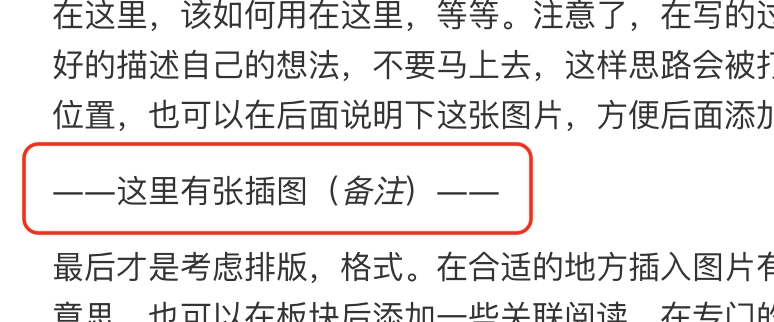 在这里，该如何用在这里，等等。注意了，在写的过
好的描述自己的想法，不要马上去，这样思路会被打
位置，也可以在后面说明下这张图片，方便后面添加
——这里有张插图（备注）——
最后才是考虑排版，格式。在合适的地方插入图片有
意思，也可以在板块后添加一些关联阅读，在专门的